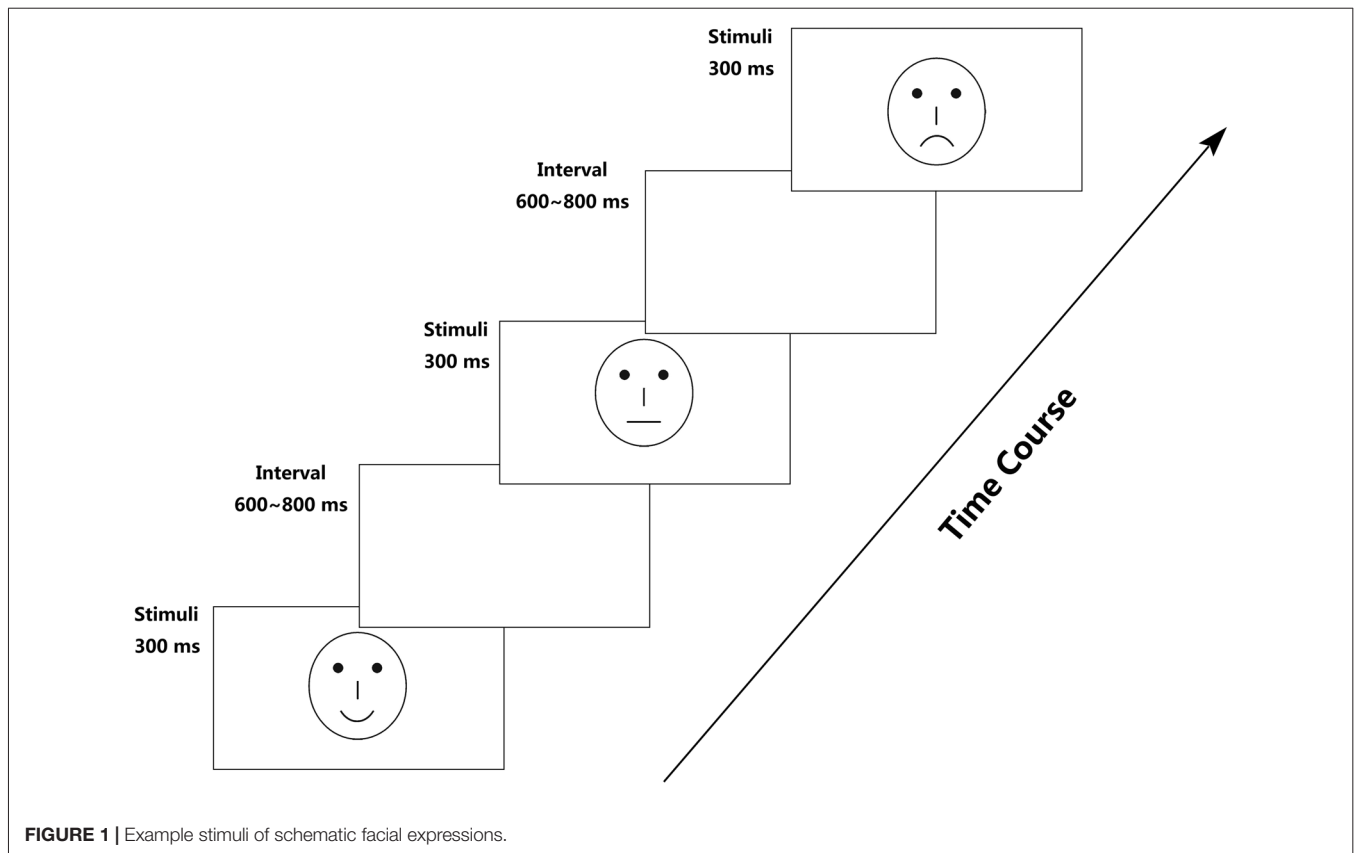 Stimuli
300 ms
Interval
600~800 ms
Stimuli
300 ms
Interval
600~800 ms
Stimuli
300 ms
Time Course
FIGURE 1 | Example stimuli of schematic facial expressions.